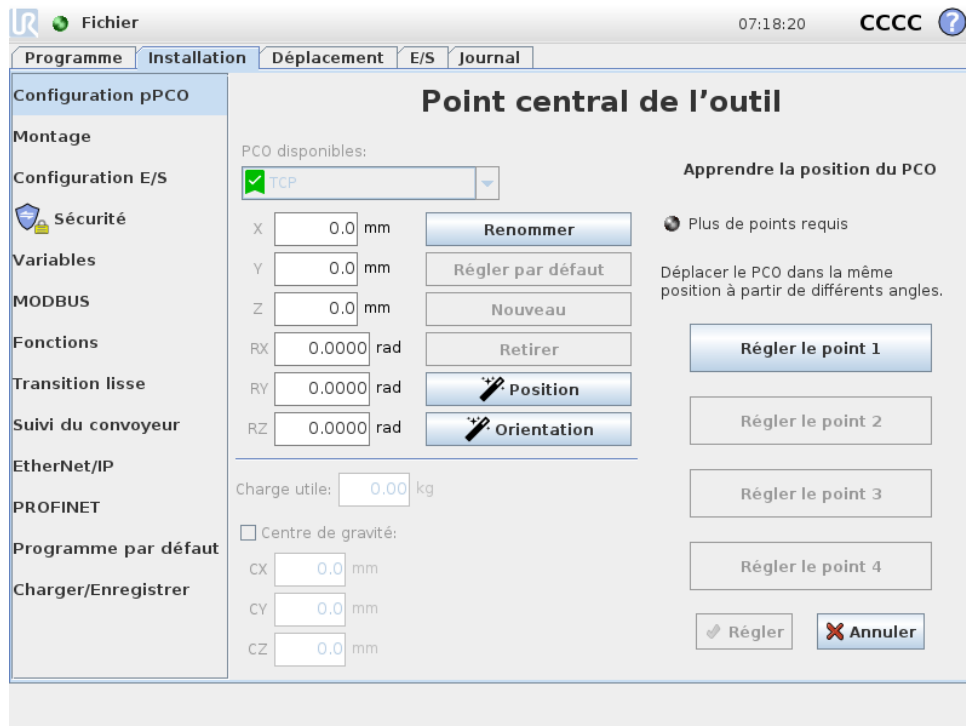 UR Fichier 07:18:20 CCCC ?
Programme Installation Déplacement E/S Journal
Configuration pPCO
Montage
Configuration E/S
Sécurité
Variables
MODBUS
Fonctions
Transition lisse
Suivi du convoyeur
EtherNet/IP
PROFINET
Programme par défaut
Charger/Enregistrer
Point central de l’outil
PCO disponibles:
TCP
X 0.0 mm Renommer
Y 0.0 mm Régler par défaut
Z 0.0 mm Nouveau
RX 0.0000 rad Retirer
RY 0.0000 rad Position
RZ 0.0000 rad Orientation
Charge utile: 0.00 kg
Centre de gravité:
CX 0.0 mm
CY 0.0 mm
CZ 0.0 mm
Apprendre la position du PCO
Plus de points requis
Déplacer le PCO dans la même
position à partir de différents angles.
Régler le point 1
Régler le point 2
Régler le point 3
Régler le point 4
Régler Annuler